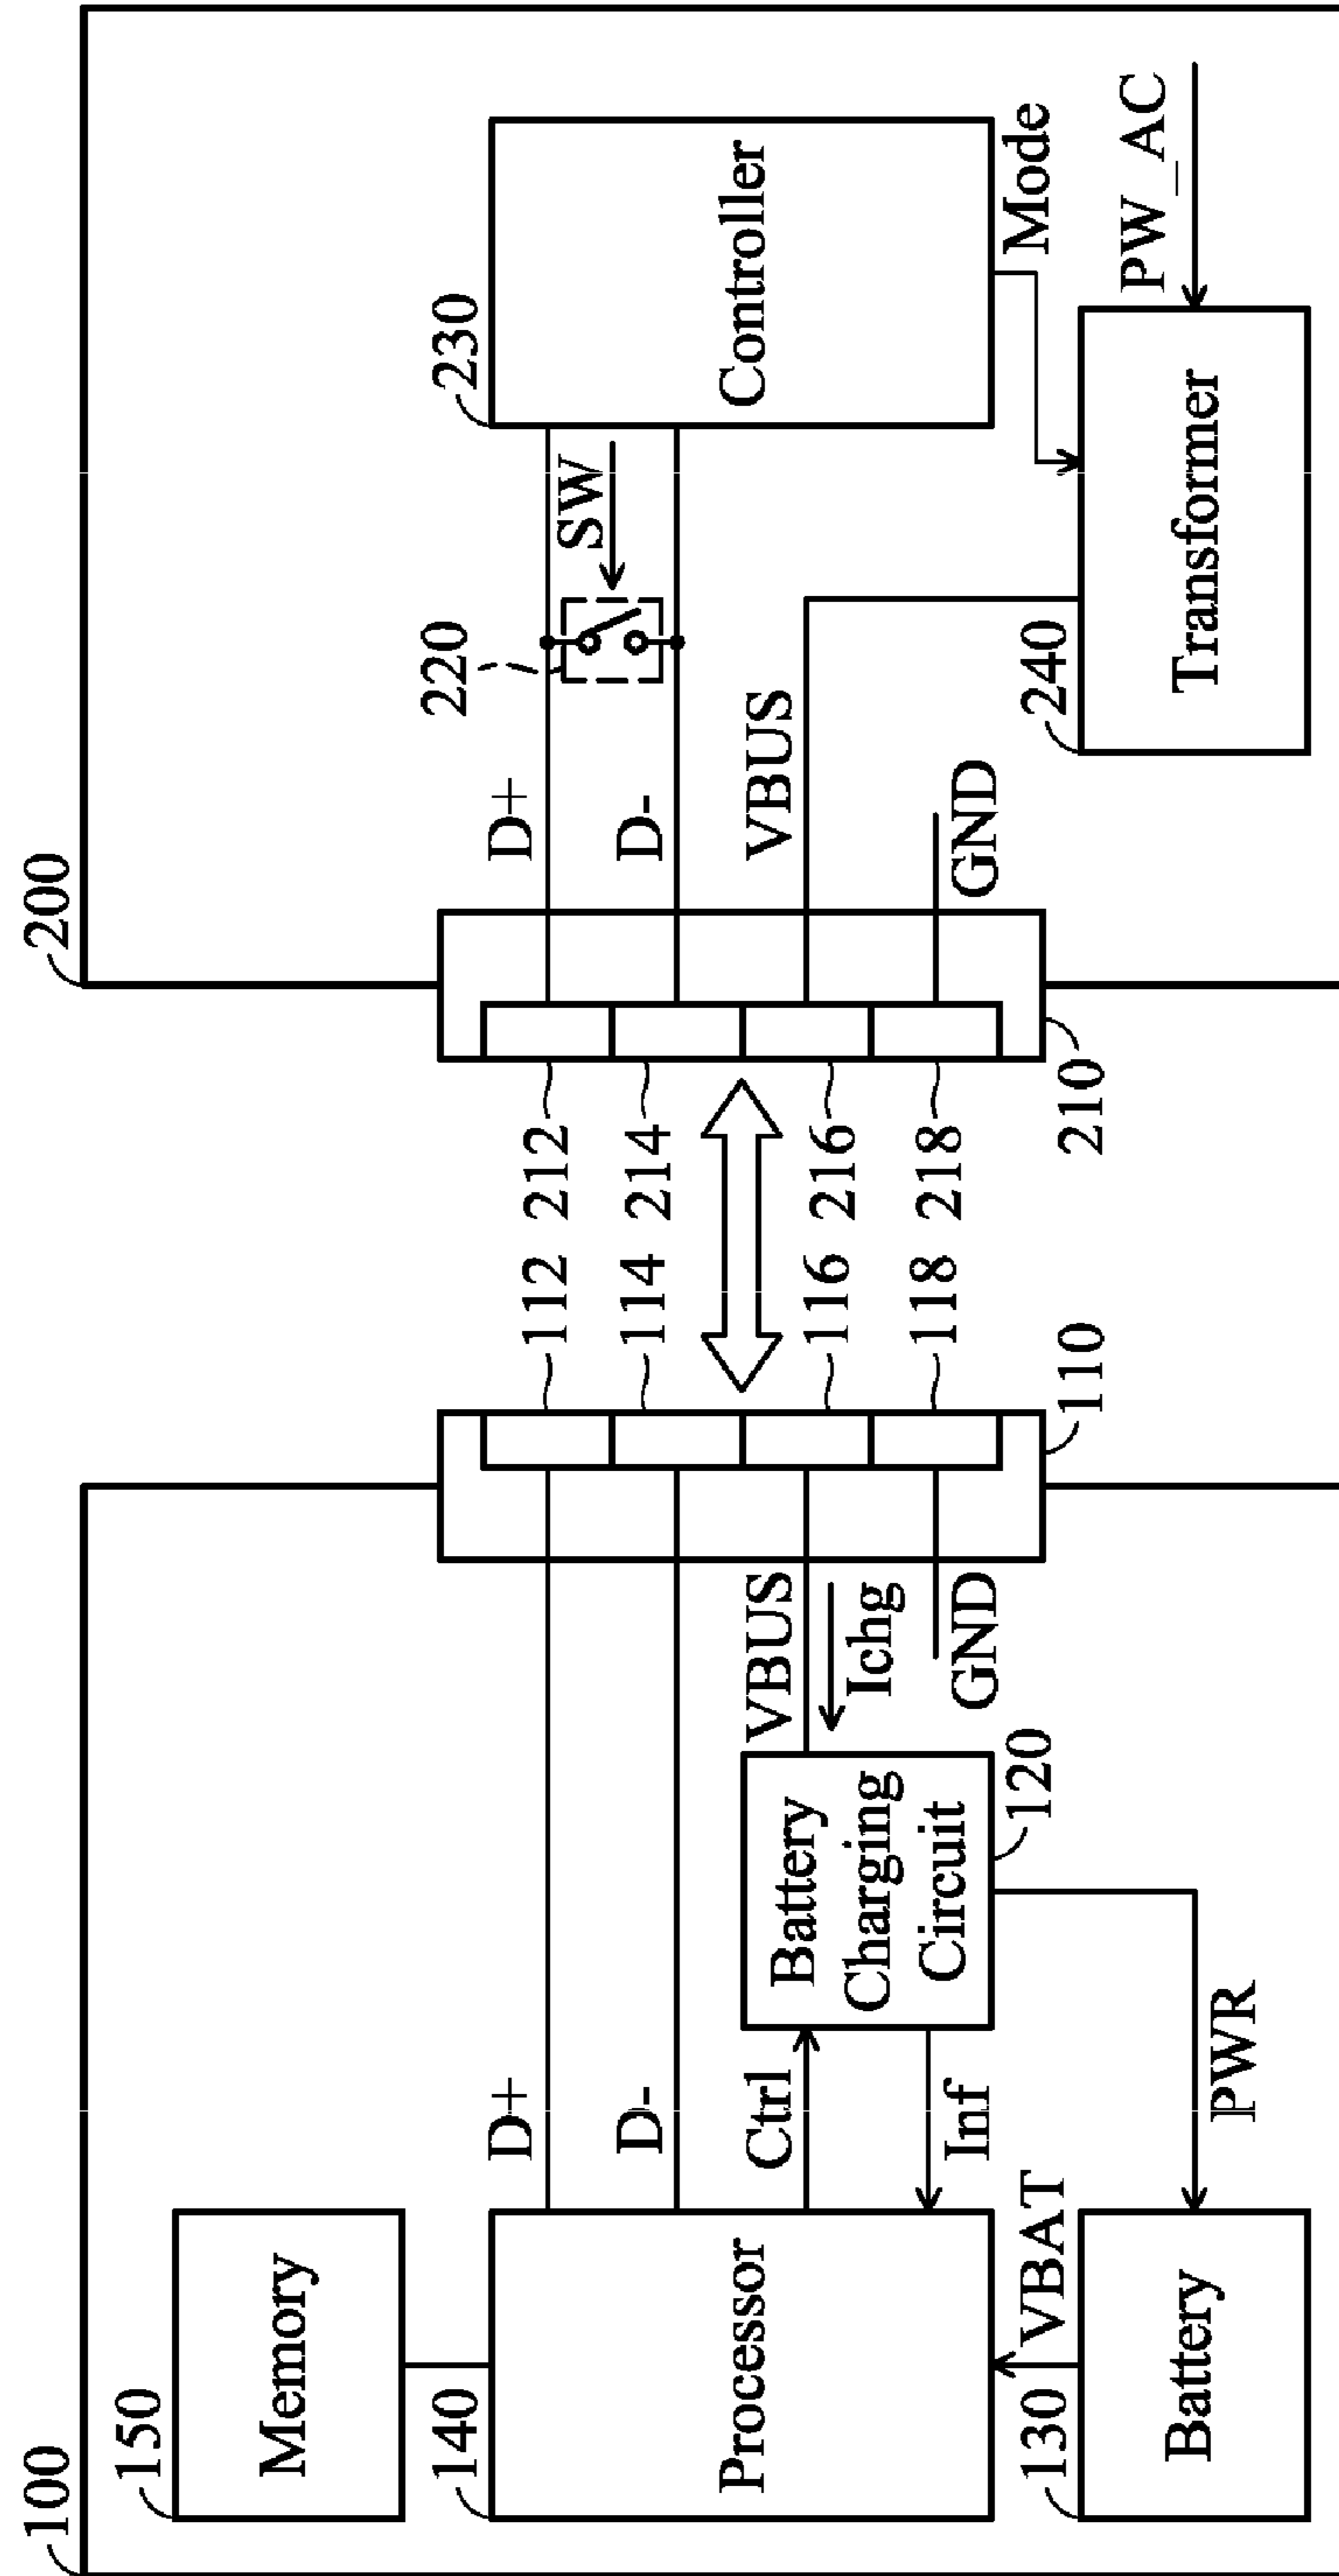 100
200
150
Memory
140
Processor
D+
D-
Ctrl
Inf
VBAT
130
Battery
PWR
Battery
Charging
Circuit
120
VBUS
Ichg
GND
110
112
114
116
118
212
214
216
218
210
D+
D-
VBUS
GND
220
SW
230
Controller
Mode
240
Transformer
PW_AC